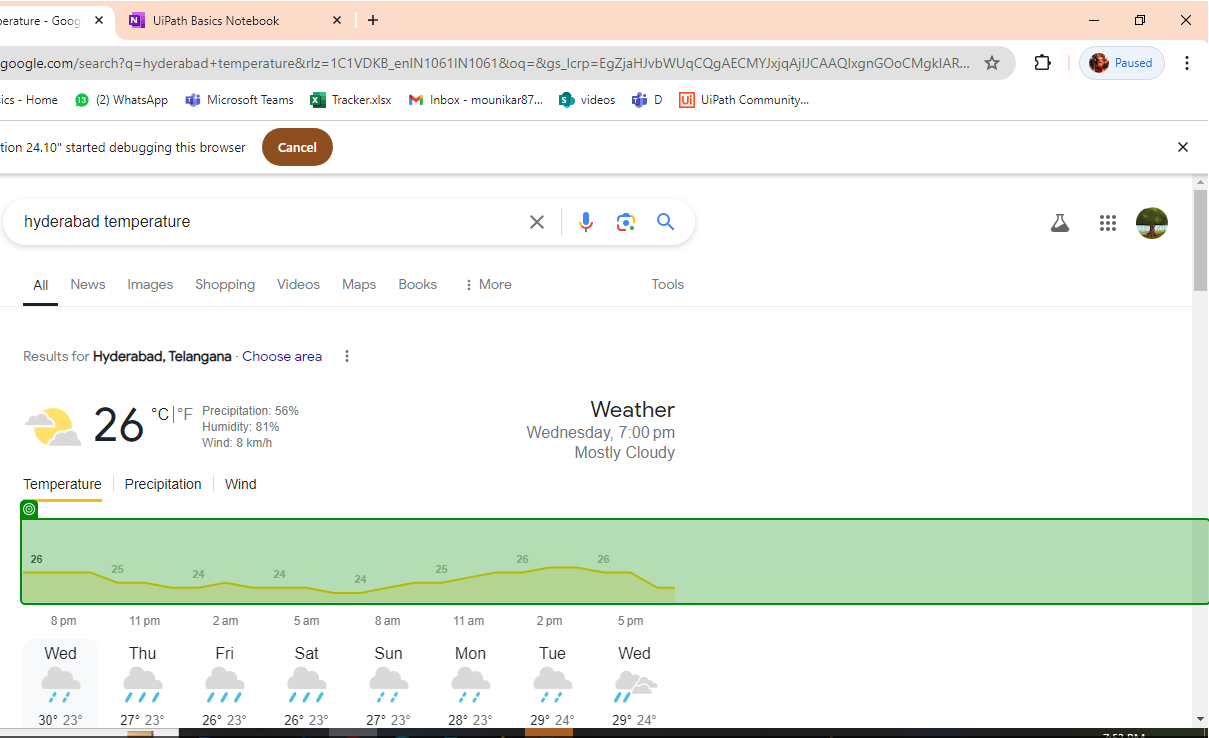 perature - Goog
UiPath Basics Notebook
google.com/search?q=hyderabad+temperature&rlz=1C1VDKB_enIN1061IN1061&oq=&gs_lcrp=EgZjaHJvbWUqCQgAECMYJxjqAjIJCAAQIxgnGOoCMgkIAR...
Paused
ics - Home
(2) WhatsApp
Microsoft Teams
Tracker.xlsx
Inbox - mounikar87...
videos
D
UiPath Community...
tion 24.10" started debugging this browser
Cancel
hyderabad temperature
All News Images Shopping Videos Maps Books More Tools
Results for Hyderabad, Telangana · Choose area
26 °C | °F
Precipitation: 56%
Humidity: 81%
Wind: 8 km/h
Weather
Wednesday, 7:00 pm
Mostly Cloudy
Temperature Precipitation Wind
26 25 24 24 24 25 26 26
8 pm 11 pm 2 am 5 am 8 am 11 am 2 pm 5 pm
Wed Thu Fri Sat Sun Mon Tue Wed
30° 23° 27° 23° 26° 23° 26° 23° 27° 23° 28° 23° 29° 24° 29° 24°
7:53 PM